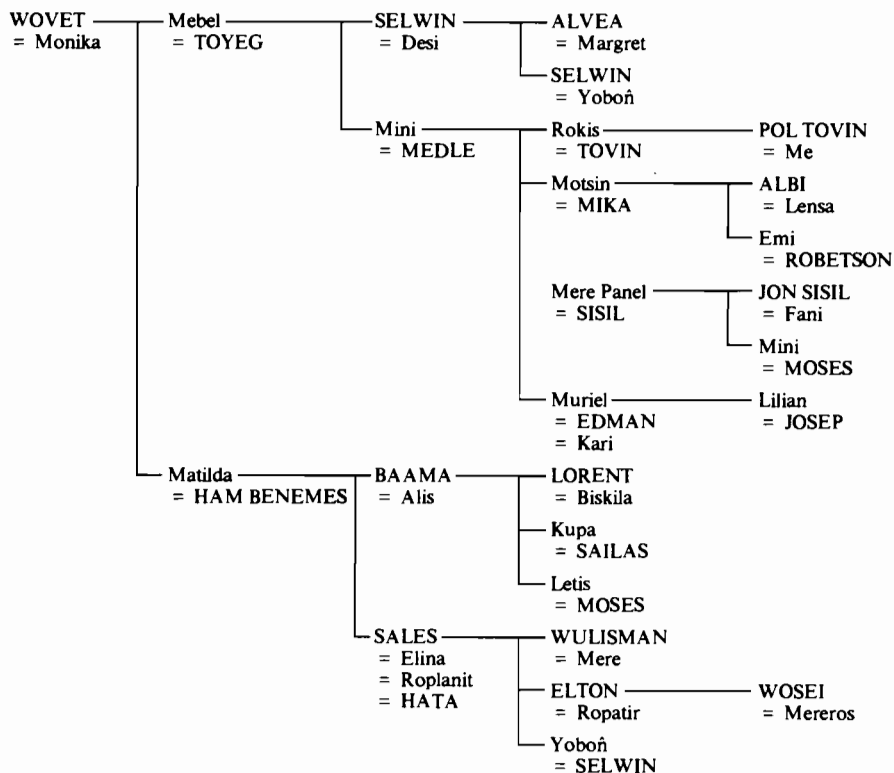 WOVET Mebel SELWIN ALVEA
= Monika = TOYEG = Desi = Margret
SELWIN
= Yobon̂
Mini Rokis POL TOVIN
= MEDLE = TOVIN = Me
Motsin ALBI
= MIKA = Lensa
Emi
= ROBETSON
Mere Panel JON SISIL
= SISIL = Fani
Mini
= MOSES
Muriel Lilian
= EDMAN = JOSEP
= Kari
Matilda BAAMA LORENT
= HAM BENEMES = Alis = Biskila
Kupa
= SAILAS
Letis
= MOSES
SALES WULISMAN
= Elina = Mere
= Roplanit ELTON WOSEI
= HATA = Ropatir = Mereros
Yobon̂
= SELWIN